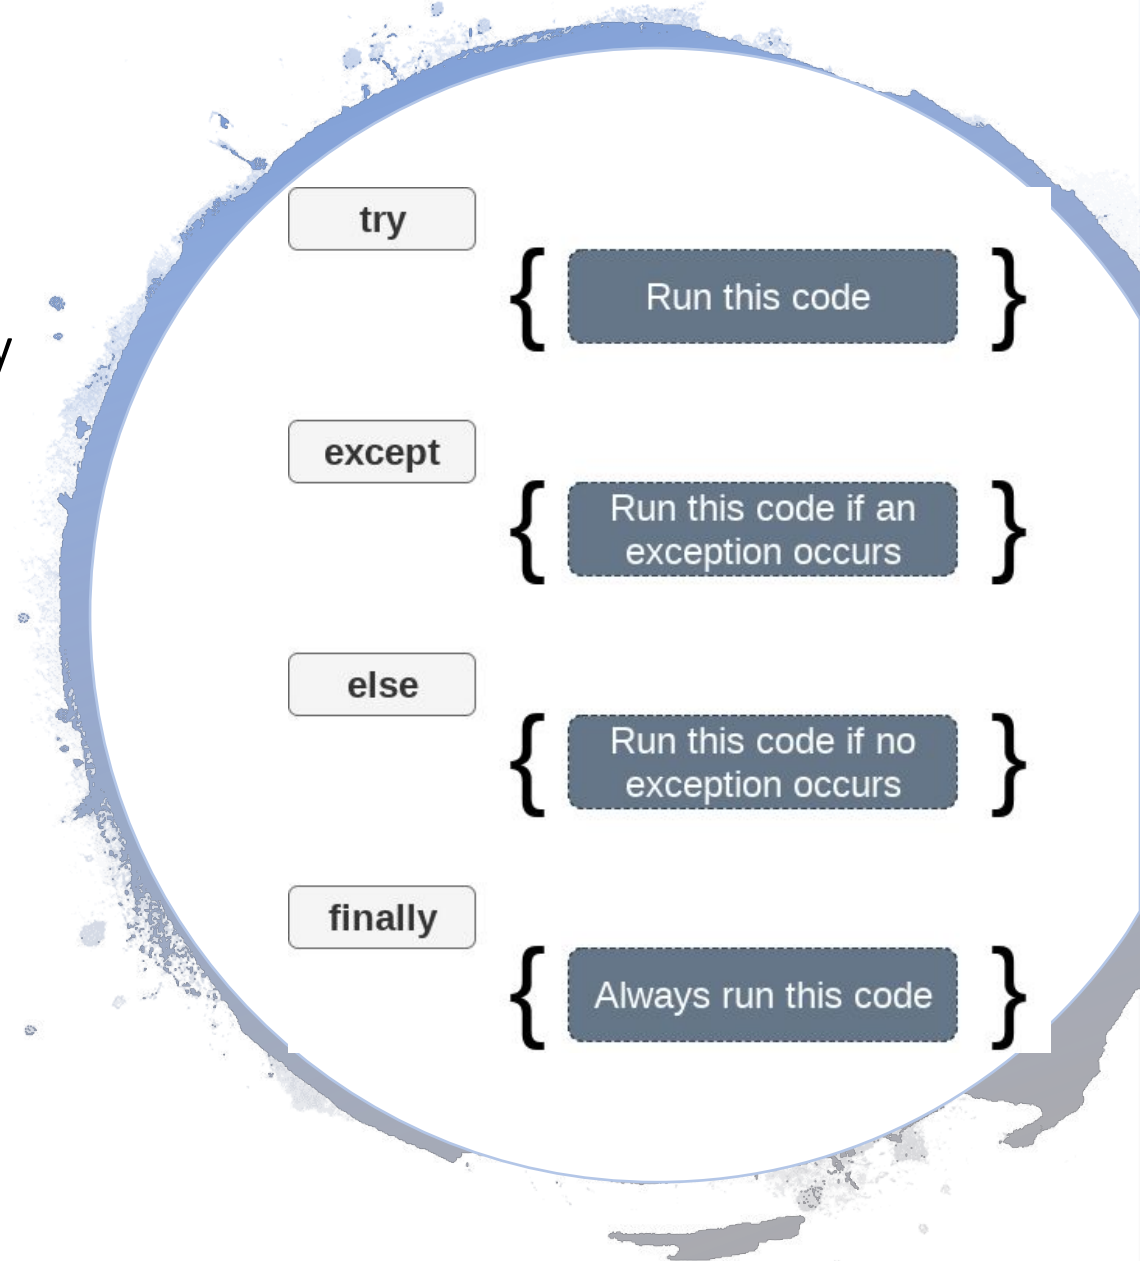 try
{ Run this code }
except
{ Run this code if an
exception occurs }
else
{ Run this code if no
exception occurs }
finally
{ Always run this code }